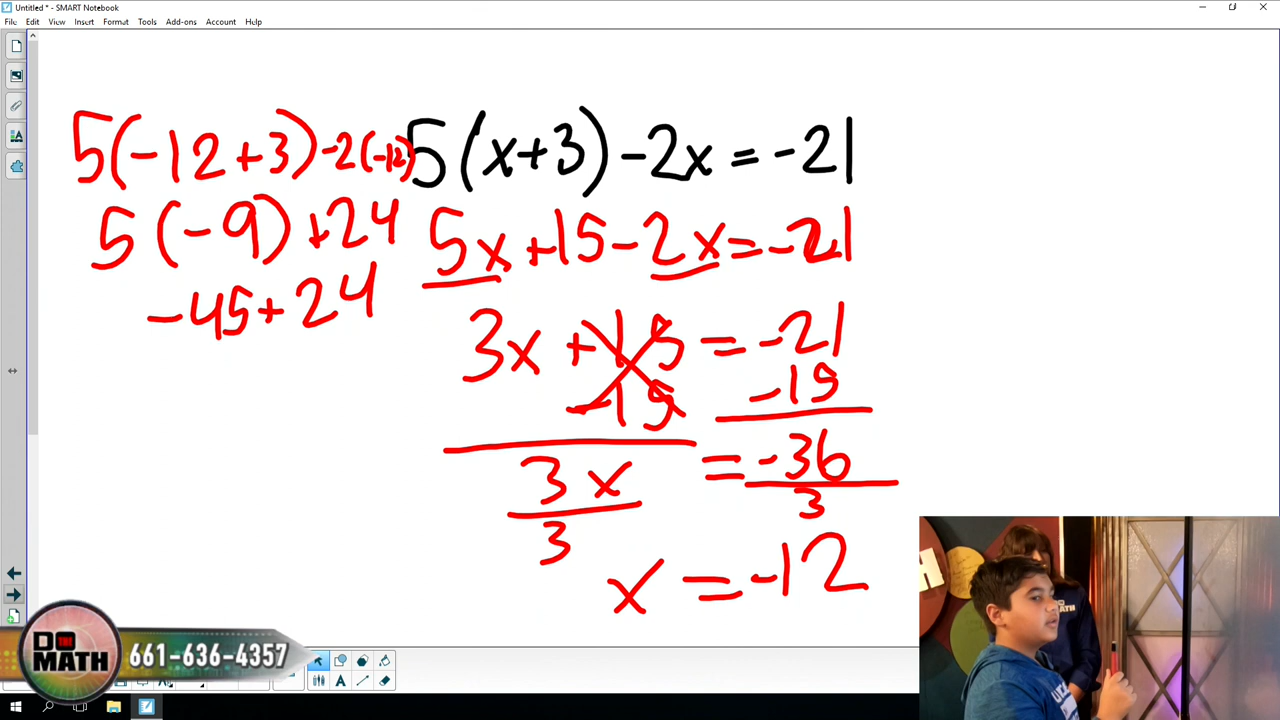 Untitled * - SMART Notebook
File Edit View Insert Format Tools Add-ons Account Help
5(-12+3)-2(-12)
5(-9)+24
-45+24
5(x+3)-2x=-21
5x+15-2x=-21
3x+15=-21
-15 -15
3x = -36
3 3
x = -12
DO THE MATH
661-636-4357
A
H
UK
MATH